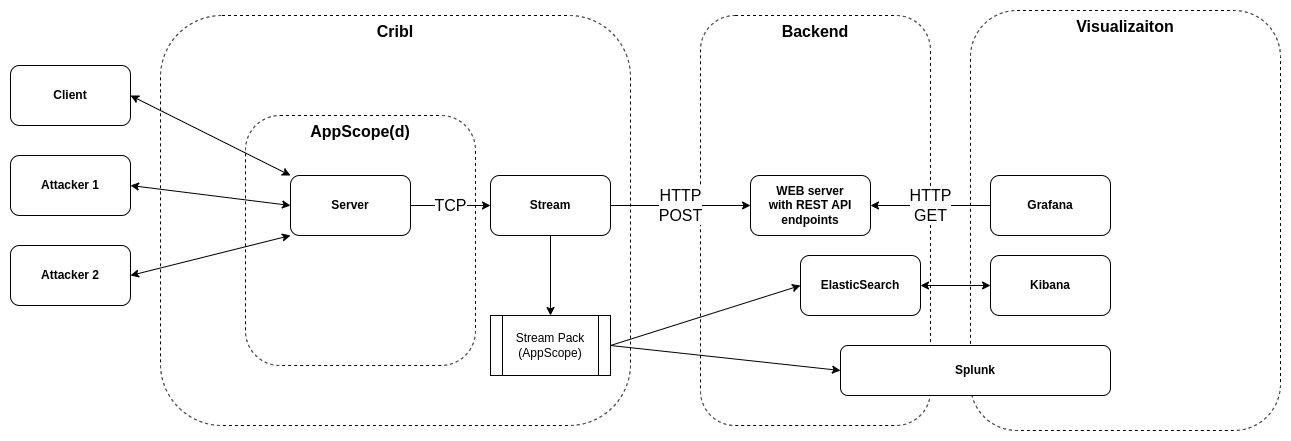 Cribl
Backend
Visualizaiton
Client
AppScope(d)
Attacker 1
Server
TCP
Stream
HTTP
POST
WEB server
with REST API
endpoints
HTTP
GET
Grafana
Attacker 2
ElasticSearch
Kibana
Stream Pack
(AppScope)
Splunk